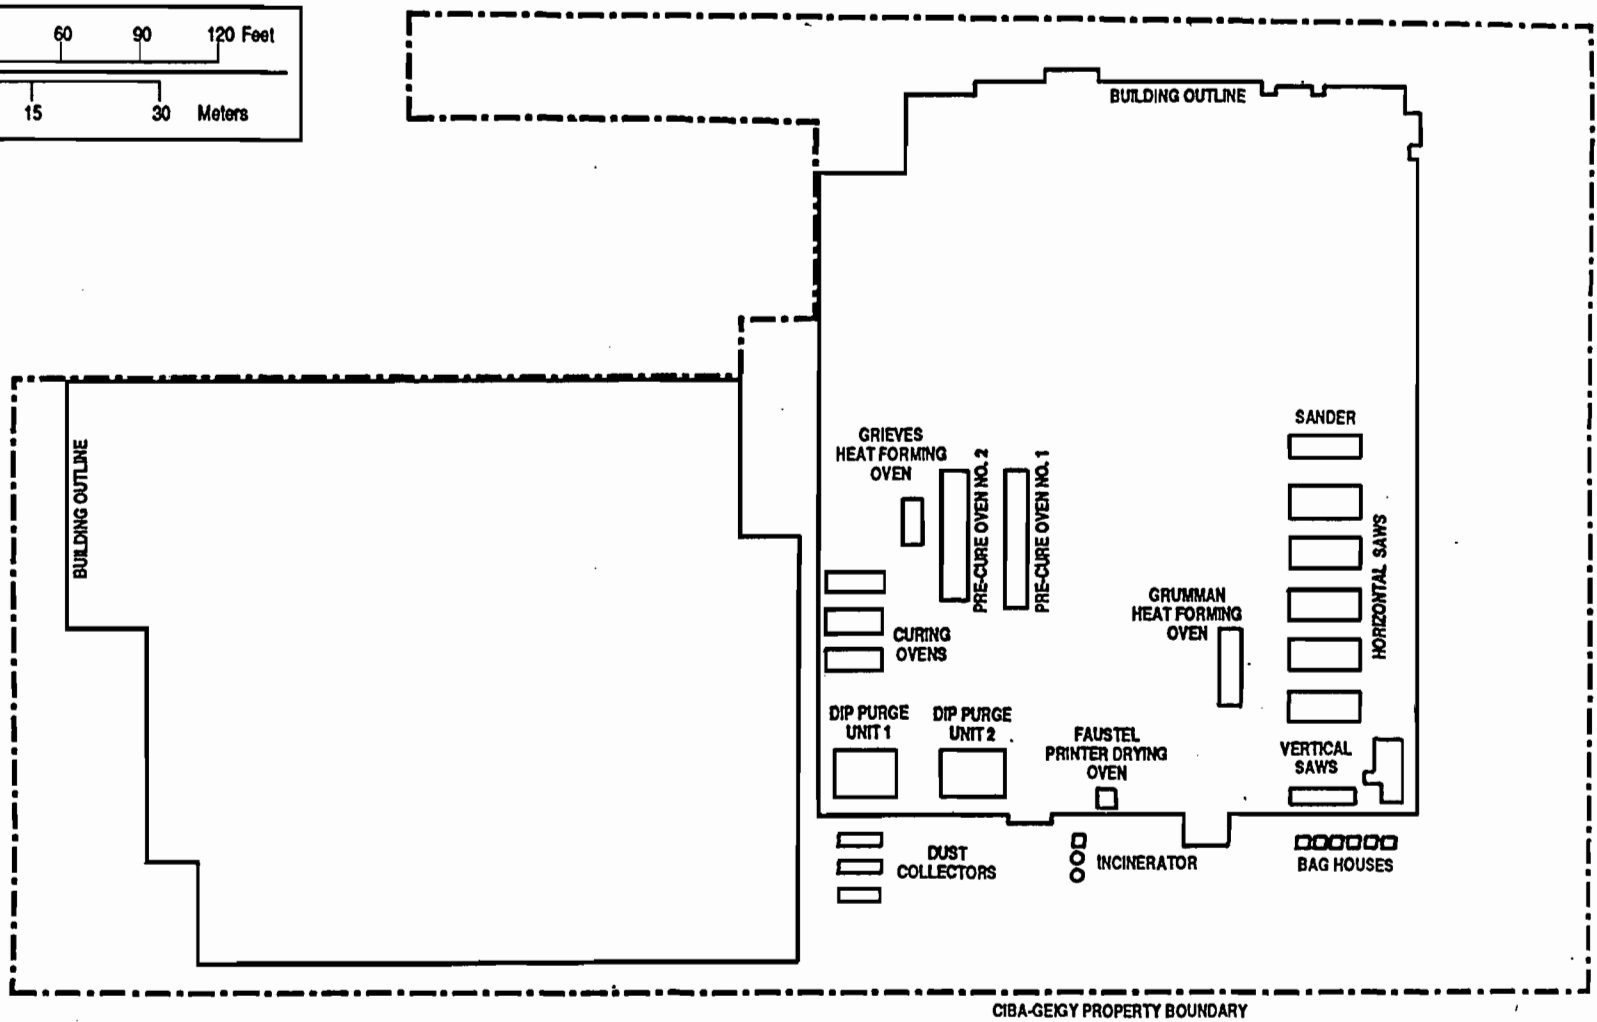 60 90 120 Feet
15 30 Meters
BUILDING OUTLINE
BUILDING OUTLINE
SANDER
GRIEVES
HEAT FORMING
OVEN
PRE-CURE OVEN NO. 2
PRE-CURE OVEN NO. 1
HORIZONTAL SAWS
GRUMMAN
HEAT FORMING
OVEN
CURING
OVENS
DIP PURGE
UNIT 1
DIP PURGE
UNIT 2
FAUSTEL
PRINTER DRYING
OVEN
VERTICAL
SAWS
DUST
COLLECTORS
INCINERATOR
BAG HOUSES
CIBA-GEIGY PROPERTY BOUNDARY